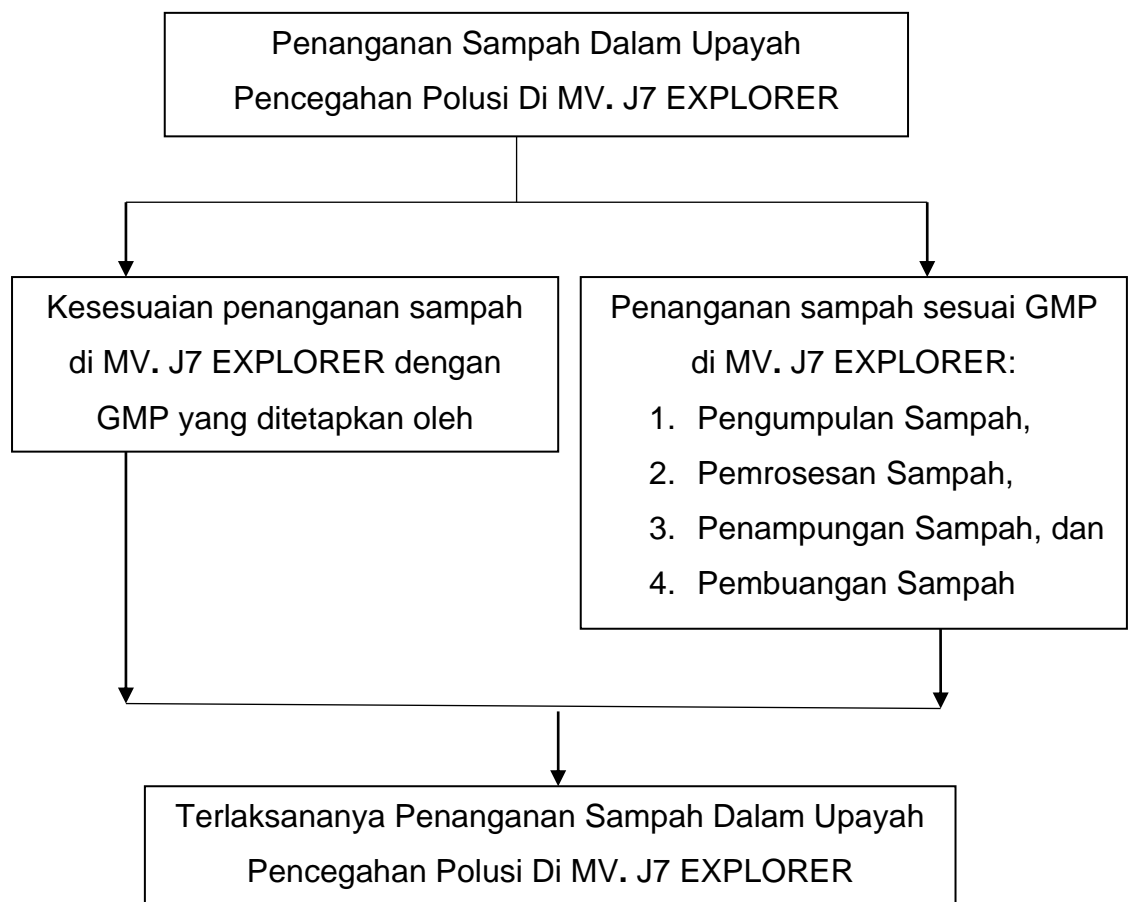 Penanganan Sampah Dalam Upayah
Pencegahan Polusi Di MV. J7 EXPLORER
Kesesuaian penanganan sampah
di MV. J7 EXPLORER dengan
GMP yang ditetapkan oleh
Penanganan sampah sesuai GMP
di MV. J7 EXPLORER:
1. Pengumpulan Sampah,
2. Pemrosesan Sampah,
3. Penampungan Sampah, dan
4. Pembuangan Sampah
Terlaksananya Penanganan Sampah Dalam Upayah
Pencegahan Polusi Di MV. J7 EXPLORER